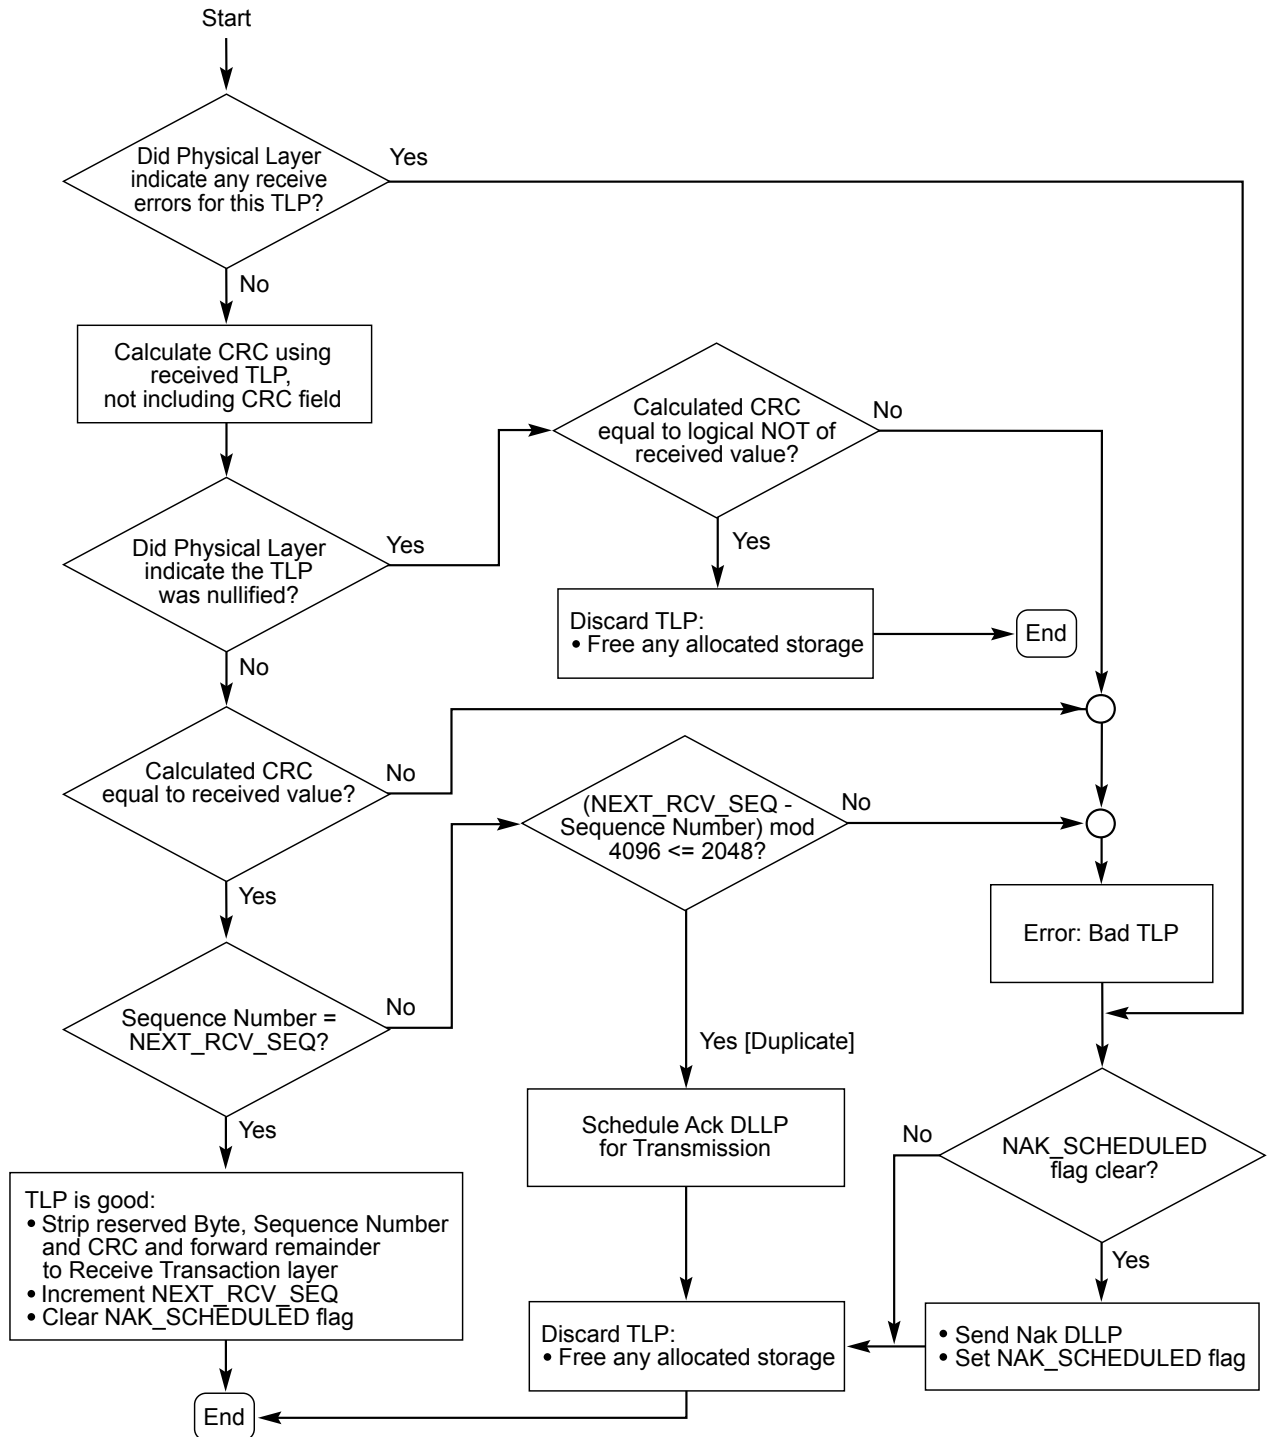 Start
Did Physical Layer
indicate any receive
errors for this TLP?
Yes
No
Calculate CRC using
received TLP,
not including CRC field
Calculated CRC
equal to logical NOT of
received value?
No
Yes
Did Physical Layer
indicate the TLP
was nullified?
Yes
No
Discard TLP:
• Free any allocated storage
End
Calculated CRC
equal to received value?
No
Yes
(NEXT_RCV_SEQ -
Sequence Number) mod
4096 <= 2048?
No
Yes [Duplicate]
Error: Bad TLP
Sequence Number =
NEXT_RCV_SEQ?
No
Yes
Schedule Ack DLLP
for Transmission
NAK_SCHEDULED
flag clear?
No
Yes
TLP is good:
• Strip reserved Byte, Sequence Number
and CRC and forward remainder
to Receive Transaction layer
• Increment NEXT_RCV_SEQ
• Clear NAK_SCHEDULED flag
Discard TLP:
• Free any allocated storage
• Send Nak DLLP
• Set NAK_SCHEDULED flag
End